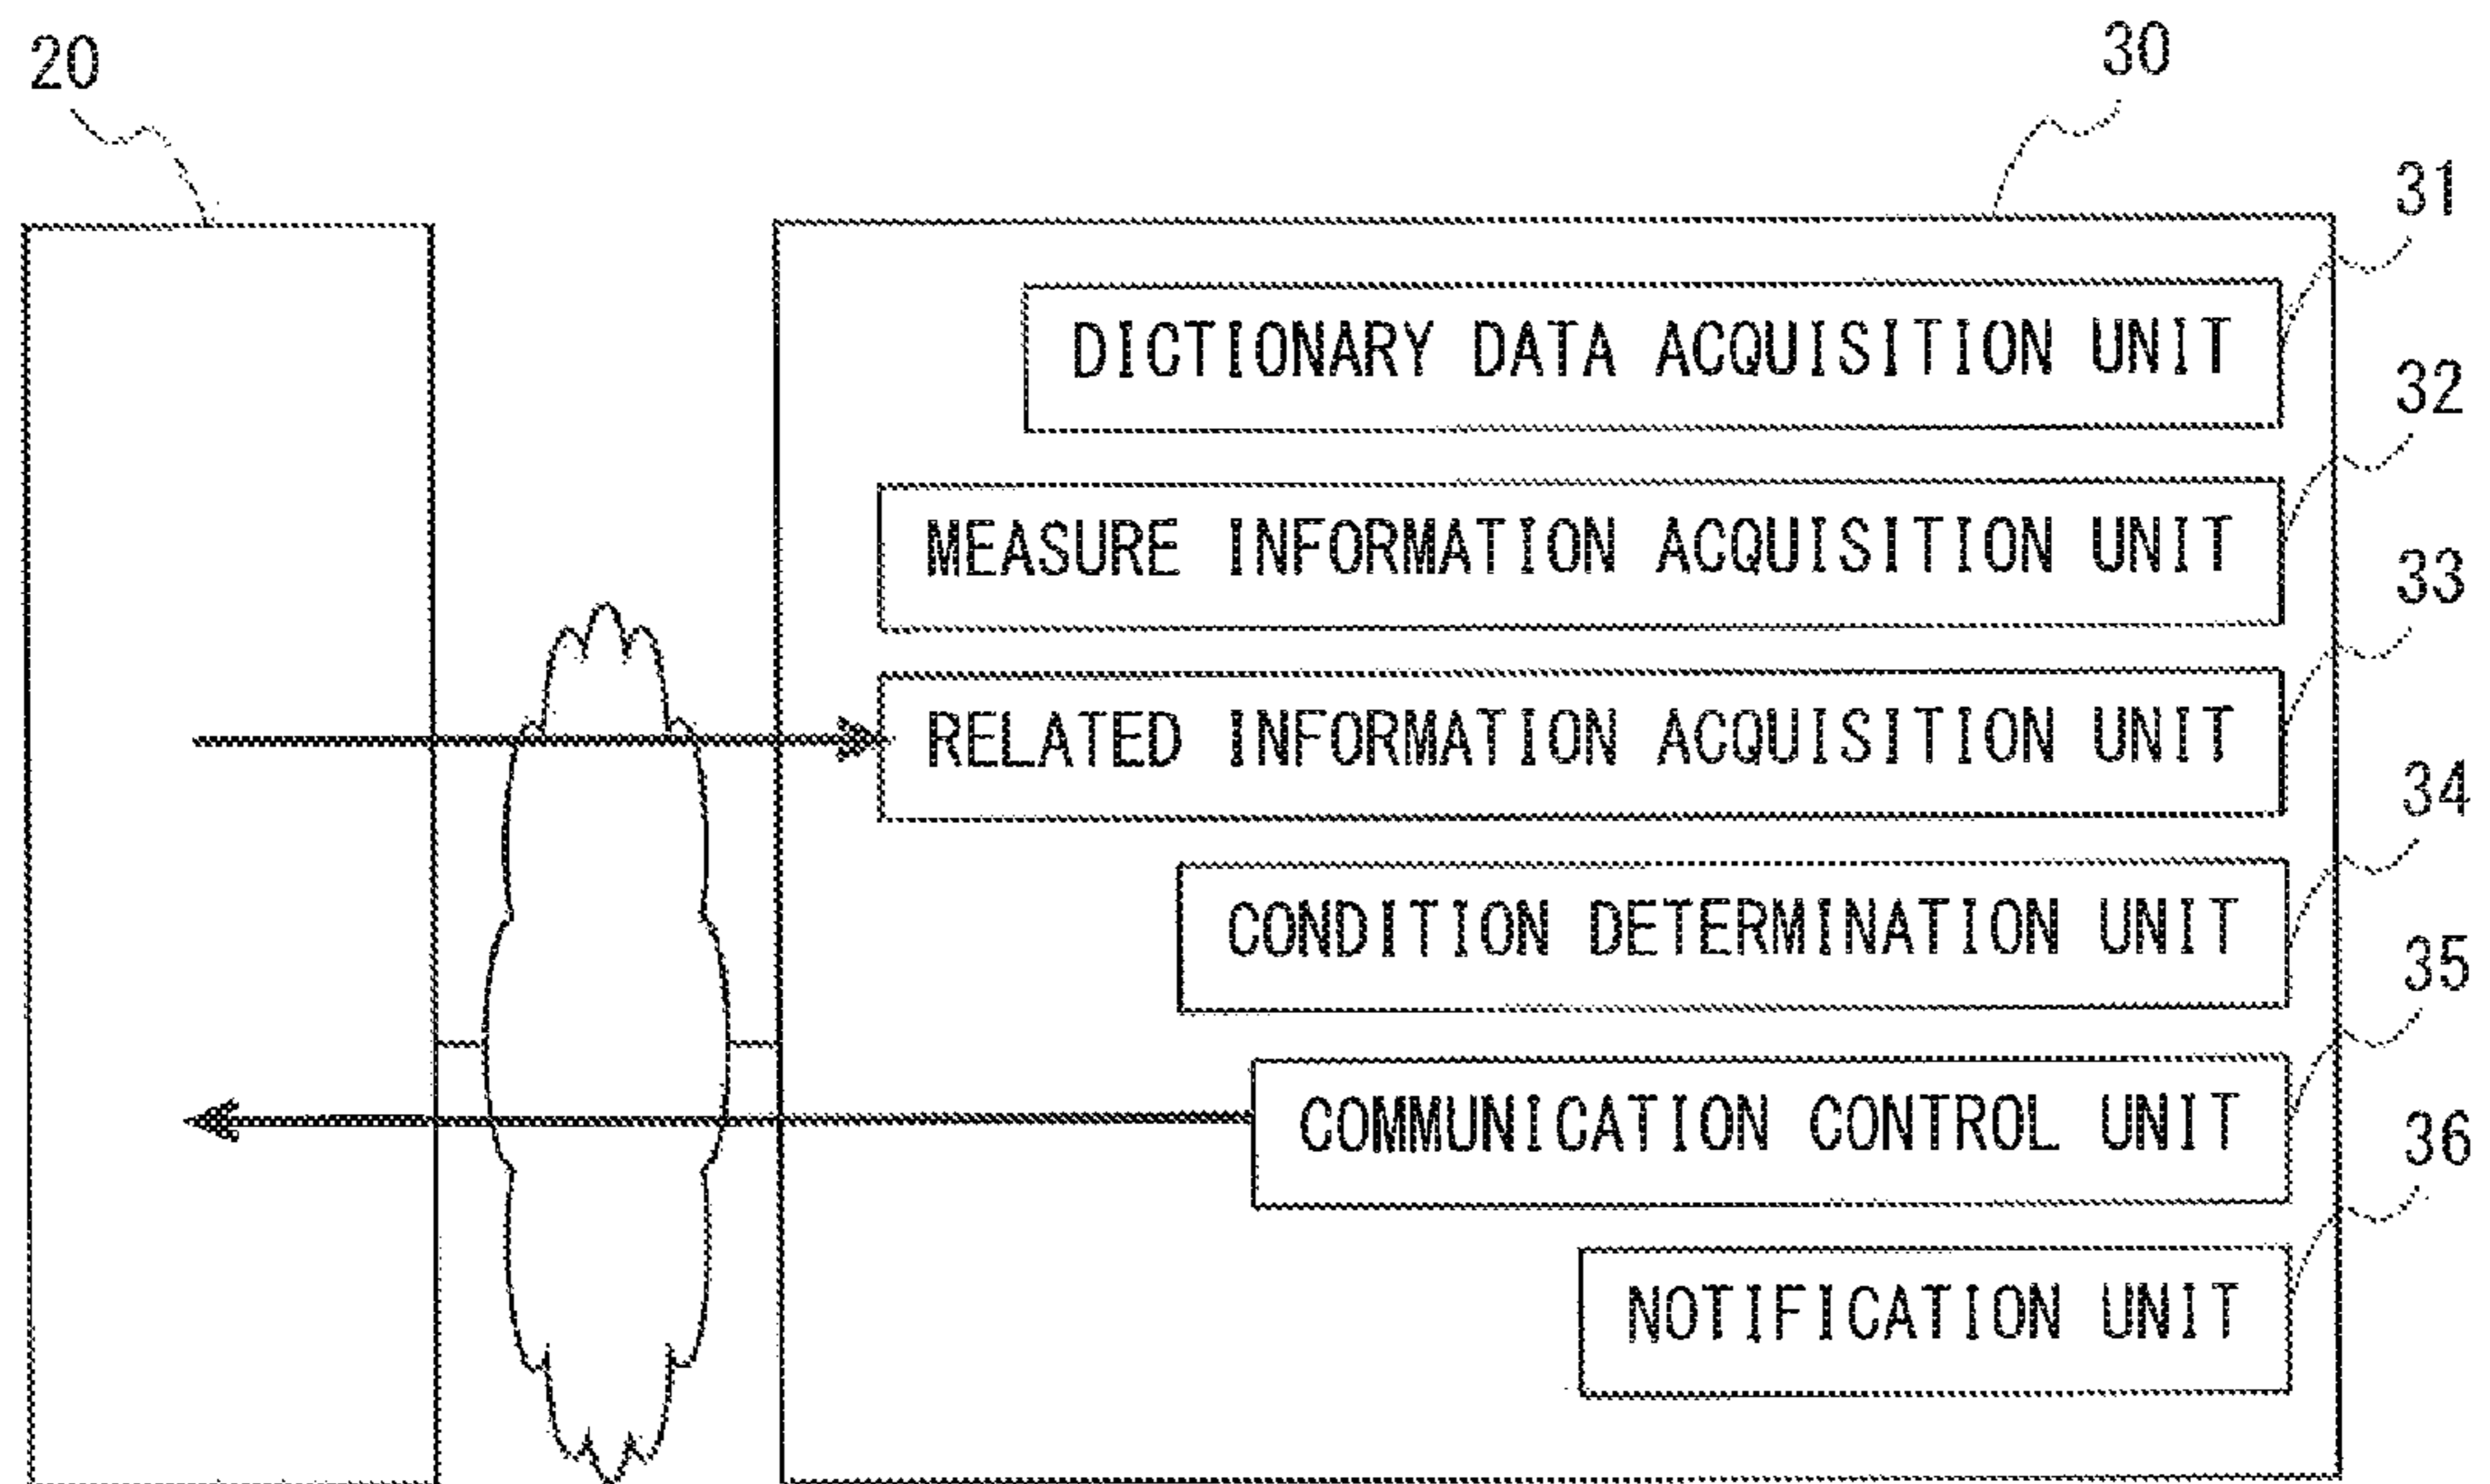 20
30
31
DICTIONARY DATA ACQUISITION UNIT
32
MEASURE INFORMATION ACQUISITION UNIT
33
RELATED INFORMATION ACQUISITION UNIT
34
CONDITION DETERMINATION UNIT
35
COMMUNICATION CONTROL UNIT
36
NOTIFICATION UNIT